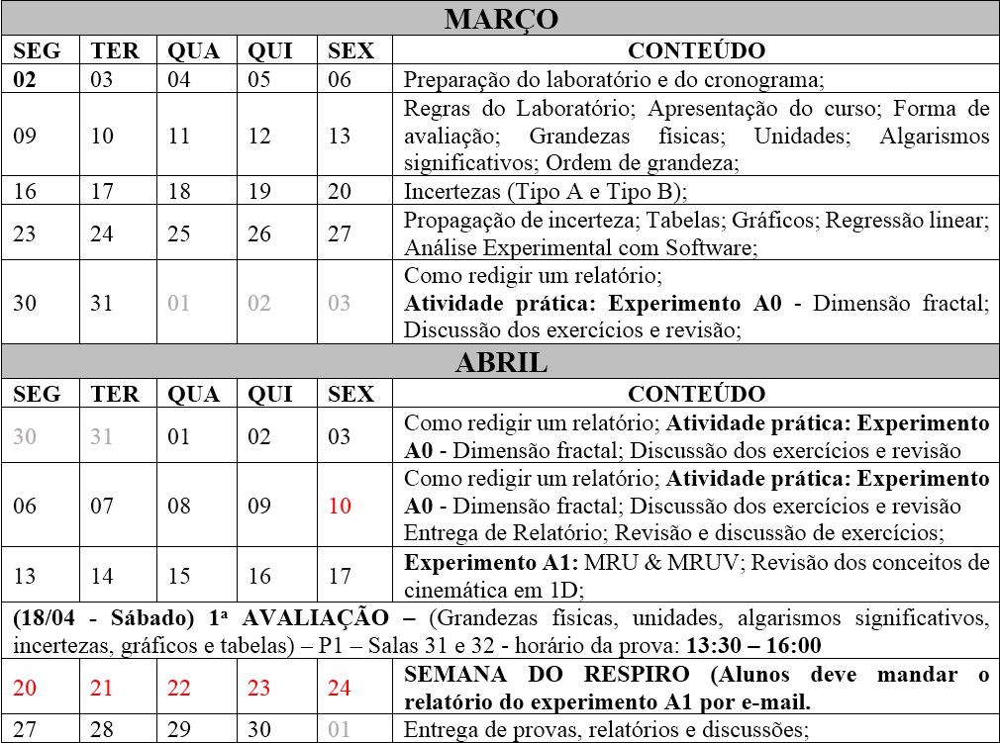 MARÇO
SEG TER QUA QUI SEX CONTEÚDO
02 03 04 05 06 Preparação do laboratório e do cronograma;
09 10 11 12 13 Regras do Laboratório; Apresentação do curso; Forma de
avaliação; Grandezas físicas; Unidades; Algarismos
significativos; Ordem de grandeza;
16 17 18 19 20 Incertezas (Tipo A e Tipo B);
23 24 25 26 27 Propagação de incerteza; Tabelas; Gráficos; Regressão linear;
Análise Experimental com Software;
30 31 01 02 03 Como redigir um relatório;
Atividade prática: Experimento A0 - Dimensão fractal;
Discussão dos exercícios e revisão;
ABRIL
SEG TER QUA QUI SEX CONTEÚDO
30 31 01 02 03 Como redigir um relatório; Atividade prática: Experimento
A0 - Dimensão fractal; Discussão dos exercícios e revisão
06 07 08 09 10 Como redigir um relatório; Atividade prática: Experimento
A0 - Dimensão fractal; Discussão dos exercícios e revisão
Entrega de Relatório; Revisão e discussão de exercícios;
13 14 15 16 17 Experimento A1: MRU & MRUV; Revisão dos conceitos de
cinemática em 1D;
(18/04 - Sábado) 1ª AVALIAÇÃO – (Grandezas físicas, unidades, algarismos significativos,
incertezas, gráficos e tabelas) – P1 – Salas 31 e 32 - horário da prova: 13:30 – 16:00
20 21 22 23 24 SEMANA DO RESPIRO (Alunos deve mandar o
relatório do experimento A1 por e-mail.
27 28 29 30 01 Entrega de provas, relatórios e discussões;